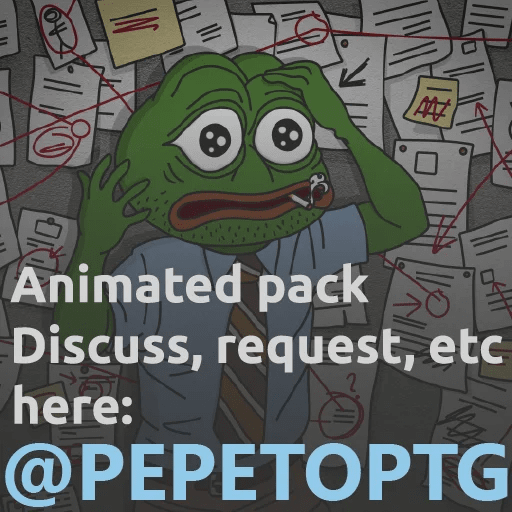 Animated pack
Discuss, request, etc
here:
@PEPETOPTG